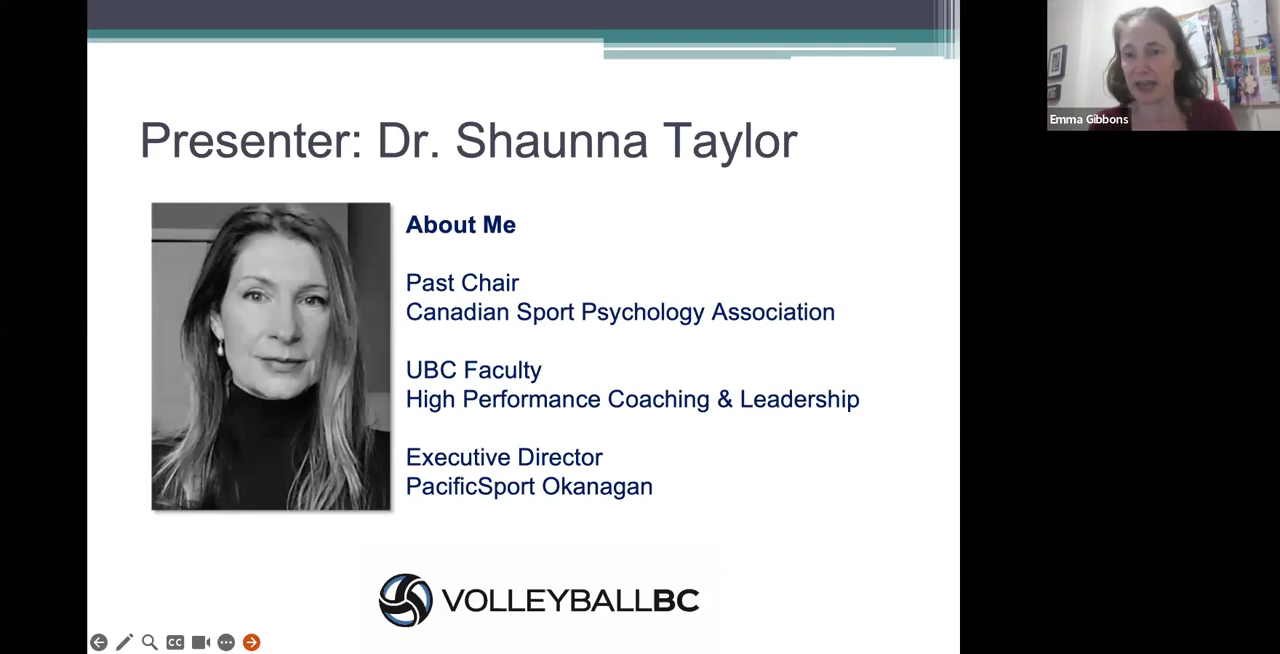 Presenter: Dr. Shaunna Taylor
About Me
Past Chair
Canadian Sport Psychology Association
UBC Faculty
High Performance Coaching & Leadership
Executive Director
PacificSport Okanagan
VOLLEYBALLBC
CC
Emma Gibbons